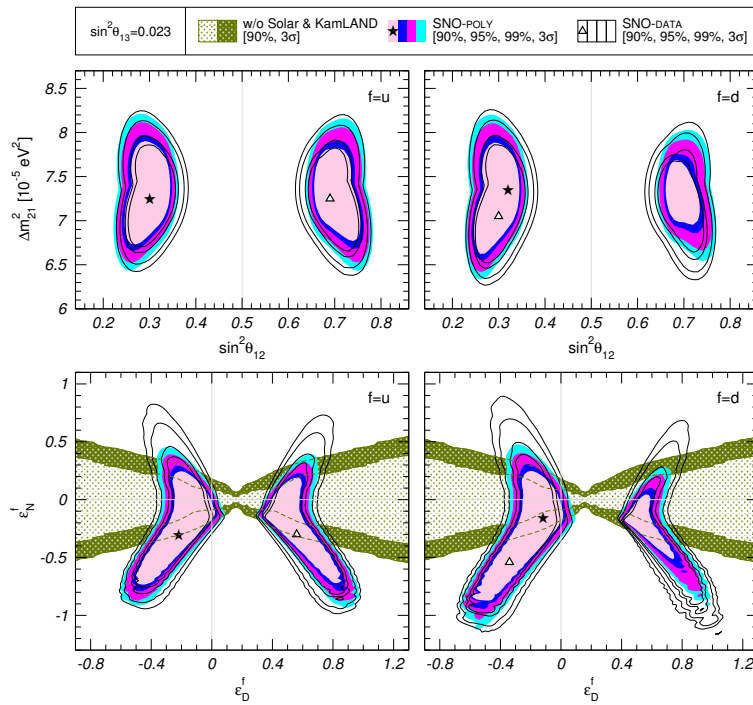 sin²θ₁₃=0.023
w/o Solar & KamLAND
[90%, 3σ]
SNO-POLY
[90%, 95%, 99%, 3σ]
SNO-DATA
[90%, 95%, 99%, 3σ]
f=u
f=d
8.5
8
7.5
7
6.5
6
Δm²₂₁ [10⁻⁵ eV²]
0.2 0.3 0.4 0.5 0.6 0.7 0.8
0.2 0.3 0.4 0.5 0.6 0.7 0.8
sin²θ₁₂
sin²θ₁₂
f=u
f=d
1
0.5
0
-0.5
-1
ε_N^f
-0.8 -0.4 0 0.4 0.8 1.2
-0.8 -0.4 0 0.4 0.8 1.2
ε_D^f
ε_D^f